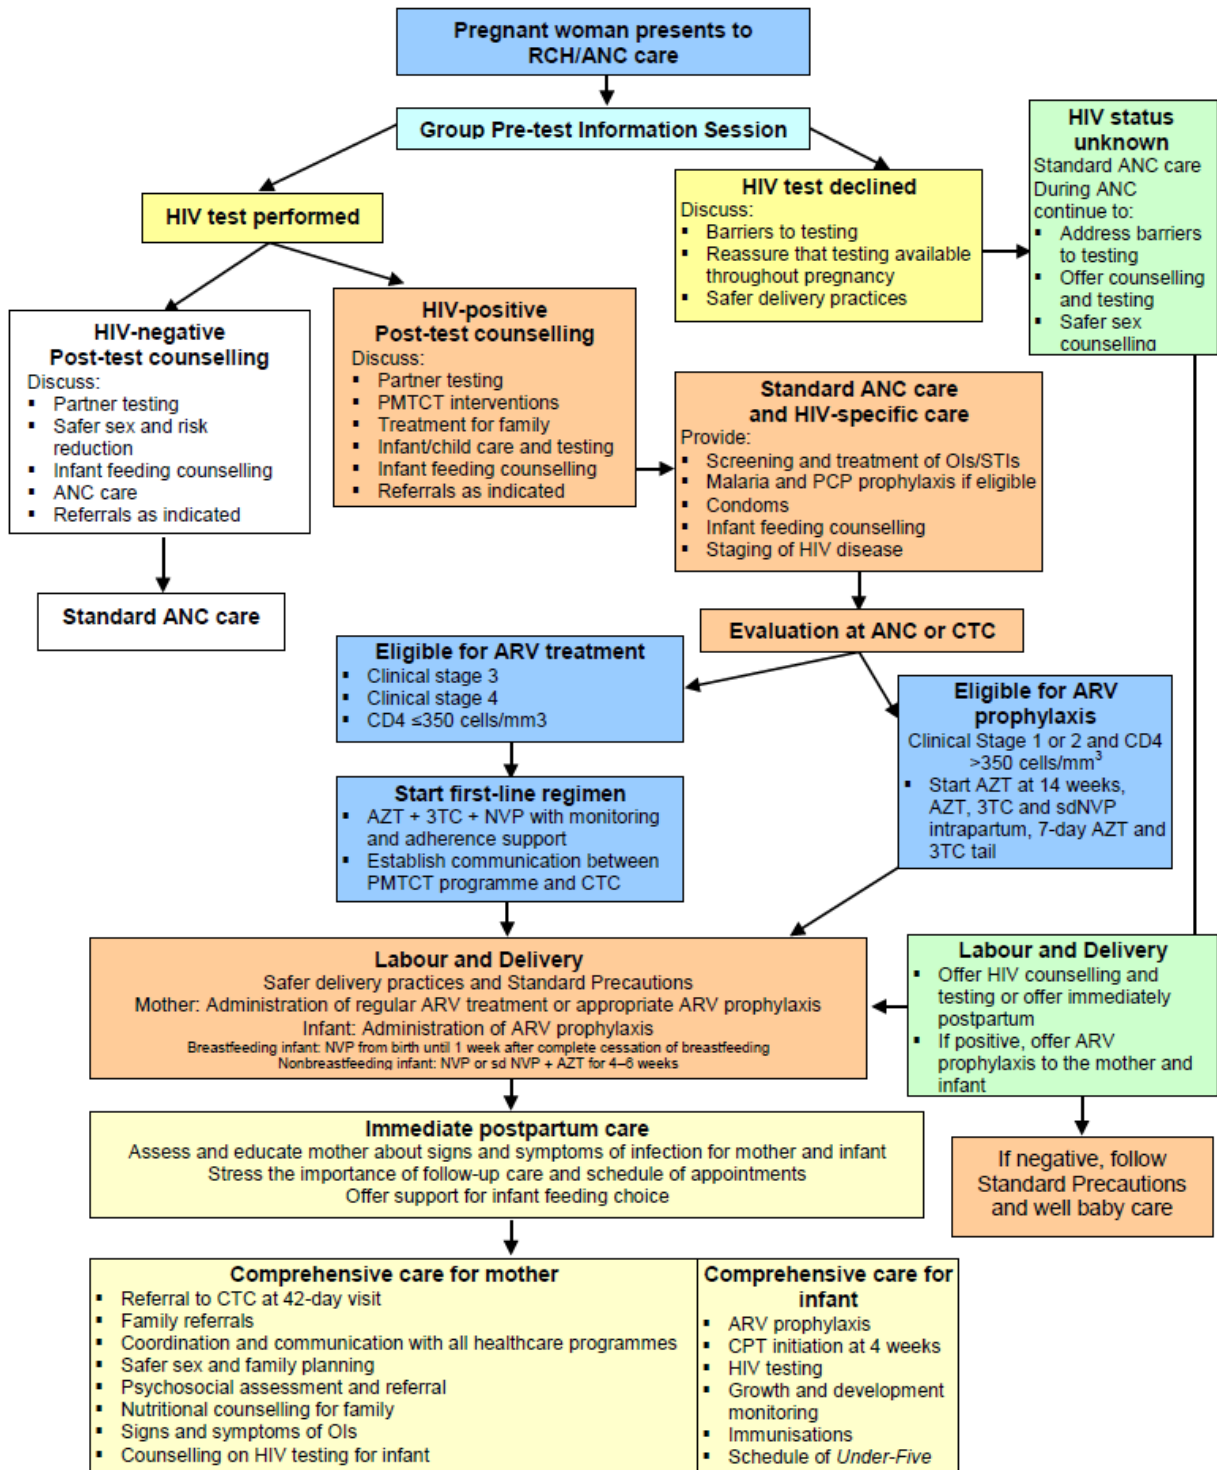 Pregnant woman presents to
RCH/ANC care
Group Pre-test Information Session
HIV test performed
HIV test declined
Discuss:
▪ Barriers to testing
▪ Reassure that testing available
throughout pregnancy
▪ Safer delivery practices
HIV status
unknown
Standard ANC care
During ANC
continue to:
▪ Address barriers
to testing
▪ Offer counselling
and testing
▪ Safer sex
counselling
HIV-negative
Post-test counselling
Discuss:
▪ Partner testing
▪ Safer sex and risk
reduction
▪ Infant feeding counselling
▪ ANC care
▪ Referrals as indicated
HIV-positive
Post-test counselling
Discuss:
▪ Partner testing
▪ PMTCT interventions
▪ Treatment for family
▪ Infant/child care and testing
▪ Infant feeding counselling
▪ Referrals as indicated
Standard ANC care
and HIV-specific care
Provide:
▪ Screening and treatment of OIs/STIs
▪ Malaria and PCP prophylaxis if eligible
▪ Condoms
▪ Infant feeding counselling
▪ Staging of HIV disease
Standard ANC care
Evaluation at ANC or CTC
Eligible for ARV treatment
▪ Clinical stage 3
▪ Clinical stage 4
▪ CD4 ≤350 cells/mm3
Eligible for ARV
prophylaxis
Clinical Stage 1 or 2 and CD4
>350 cells/mm³
▪ Start AZT at 14 weeks,
AZT, 3TC and sdNVP
intrapartum, 7-day AZT and
3TC tail
Start first-line regimen
▪ AZT + 3TC + NVP with monitoring
and adherence support
▪ Establish communication between
PMTCT programme and CTC
Labour and Delivery
Safer delivery practices and Standard Precautions
Mother: Administration of regular ARV treatment or appropriate ARV prophylaxis
Infant: Administration of ARV prophylaxis
Breastfeeding infant: NVP from birth until 1 week after complete cessation of breastfeeding
Nonbreastfeeding infant: NVP or sd NVP + AZT for 4–6 weeks
Labour and Delivery
▪ Offer HIV counselling and
testing or offer immediately
postpartum
▪ If positive, offer ARV
prophylaxis to the mother and
infant
Immediate postpartum care
Assess and educate mother about signs and symptoms of infection for mother and infant
Stress the importance of follow-up care and schedule of appointments
Offer support for infant feeding choice
If negative, follow
Standard Precautions
and well baby care
Comprehensive care for mother
▪ Referral to CTC at 42-day visit
▪ Family referrals
▪ Coordination and communication with all healthcare programmes
▪ Safer sex and family planning
▪ Psychosocial assessment and referral
▪ Nutritional counselling for family
▪ Signs and symptoms of OIs
▪ Counselling on HIV testing for infant
Comprehensive care for
infant
▪ ARV prophylaxis
▪ CPT initiation at 4 weeks
▪ HIV testing
▪ Growth and development
monitoring
▪ Immunisations
▪ Schedule of Under-Five